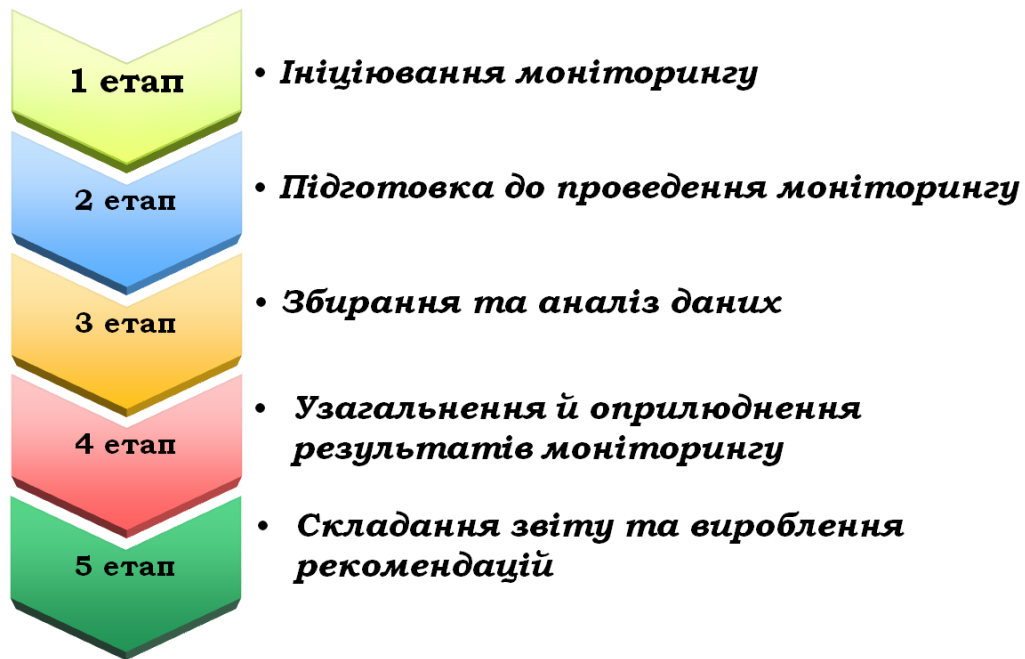 1 етап
• Ініціювання моніторингу
2 етап
• Підготовка до проведення моніторингу
3 етап
• Збирання та аналіз даних
4 етап
• Узагальнення й оприлюднення
результатів моніторингу
5 етап
• Складання звіту та вироблення
рекомендацій